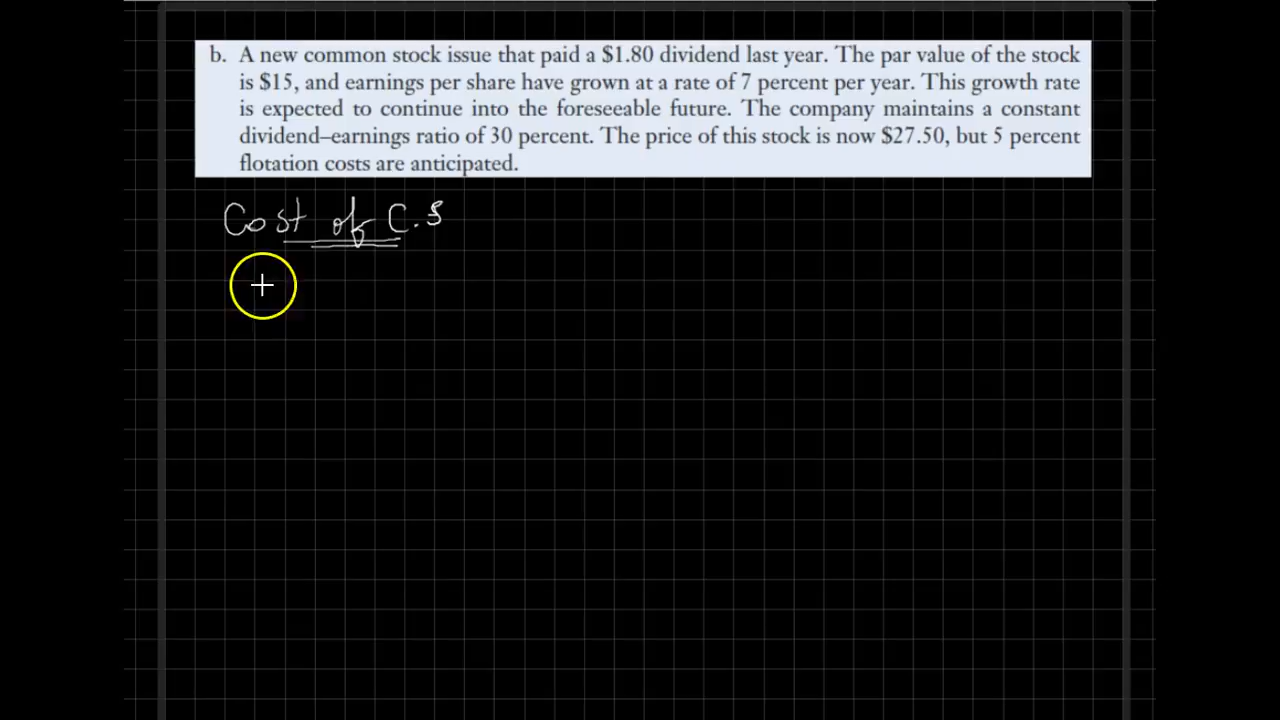 b. A new common stock issue that paid a $1.80 dividend last year. The par value of the stock
is $15, and earnings per share have grown at a rate of 7 percent per year. This growth rate
is expected to continue into the foreseeable future. The company maintains a constant
dividend–earnings ratio of 30 percent. The price of this stock is now $27.50, but 5 percent
flotation costs are anticipated.
Cost of C.S